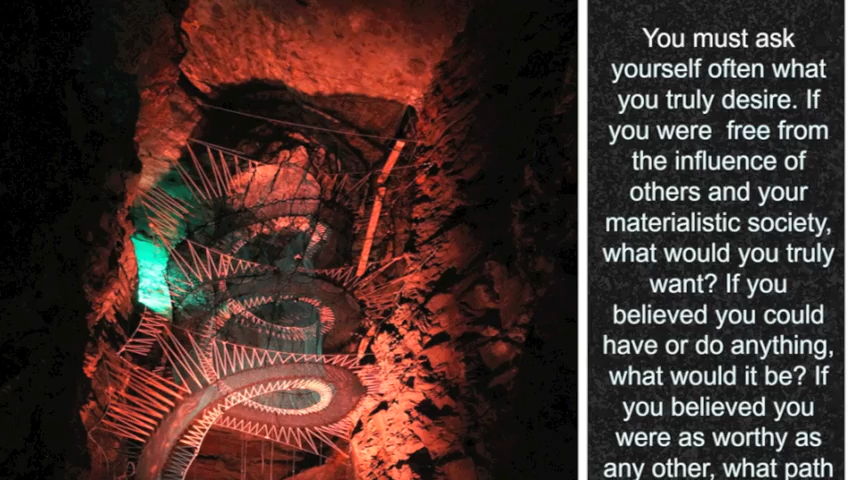 You must ask
yourself often what
you truly desire. If
you were  free from
the influence of
others and your
materialistic society,
what would you truly
want? If you
believed you could
have or do anything,
what would it be? If
you believed you
were as worthy as
any other, what path